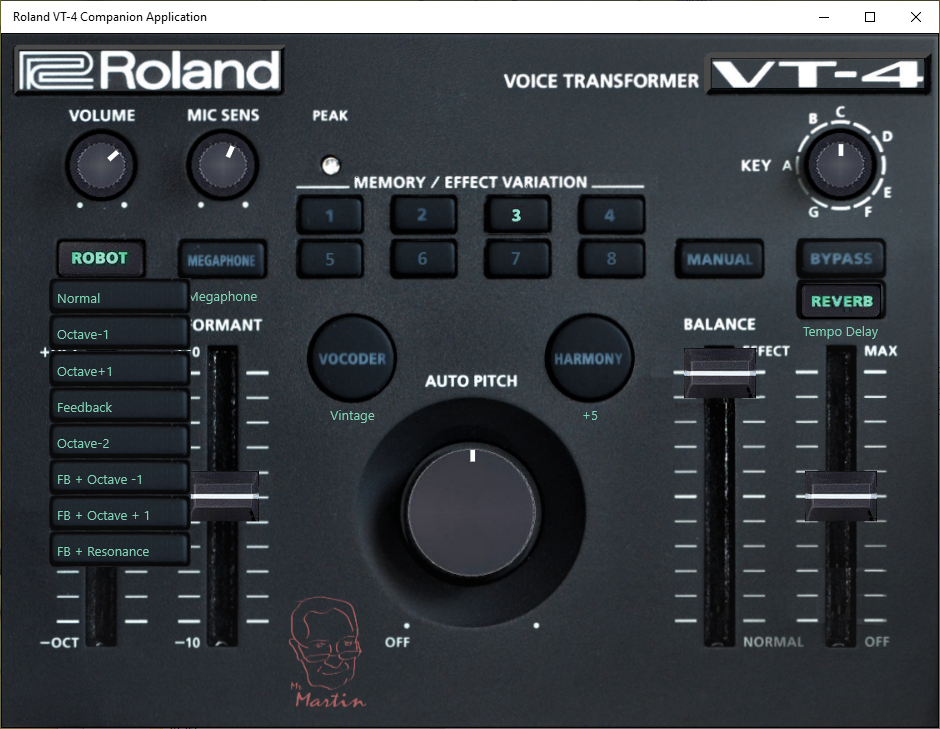 Roland VT-4 Companion Application
Roland
VOICE TRANSFORMER VT-4
VOLUME
MIC SENS
PEAK
KEY
A
B
C
D
E
F
G
MEMORY / EFFECT VARIATION
1
2
3
4
5
6
7
8
ROBOT
MEGAPHONE
MANUAL
BYPASS
Normal
Octave-1
Octave+1
Feedback
Octave-2
FB + Octave -1
FB + Octave + 1
FB + Resonance
Megaphone
REVERB
Tempo Delay
ORMANT
VOCODER
Vintage
HARMONY
+5
AUTO PITCH
OFF
BALANCE
EFFECT
NORMAL
MAX
OFF
-OCT
-10
Mr
Martin